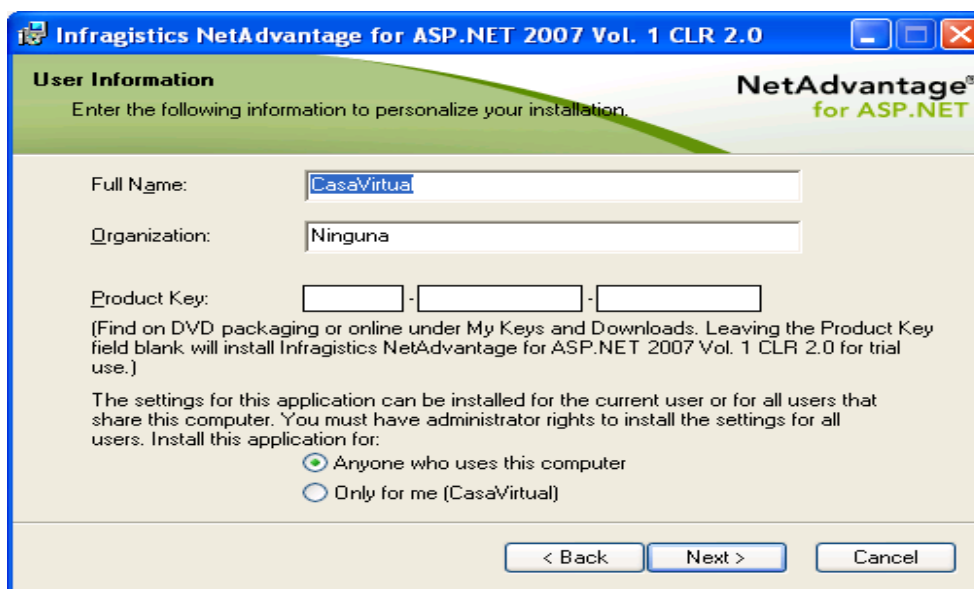 Infragistics NetAdvantage for ASP.NET 2007 Vol. 1 CLR 2.0
User Information
Enter the following information to personalize your installation.
NetAdvantage®
for ASP.NET
Full Name:
CasaVirtual
Organization:
Ninguna
Product Key:
-
-
(Find on DVD packaging or online under My Keys and Downloads. Leaving the Product Key
field blank will install Infragistics NetAdvantage for ASP.NET 2007 Vol. 1 CLR 2.0 for trial
use.)
The settings for this application can be installed for the current user or for all users that
share this computer. You must have administrator rights to install the settings for all
users. Install this application for:
Anyone who uses this computer
Only for me (CasaVirtual)
< Back
Next >
Cancel